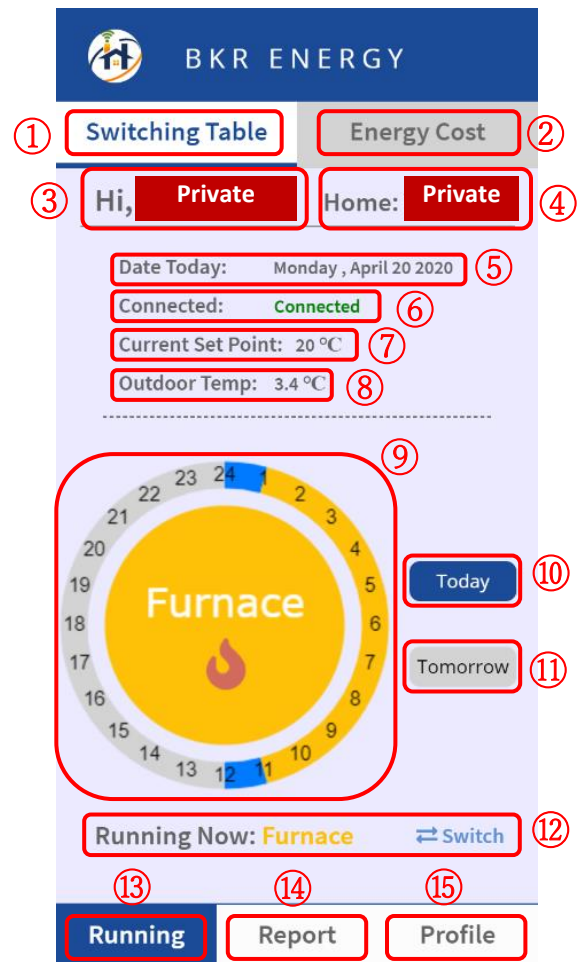 BKR ENERGY
① Switching Table Energy Cost ②
③ Hi, Private Home: Private ④
Date Today: Monday , April 20 2020 ⑤
Connected: Connected ⑥
Current Set Point: 20 °C ⑦
Outdoor Temp: 3.4 °C ⑧
⑨
24 1 2 3 4 5 6 7 8 9 10 11 12 13 14 15 16 17 18 19 20 21 22 23
Furnace
Today ⑩
Tomorrow ⑪
Running Now: Furnace ⇄ Switch ⑫
⑬ ⑭ ⑮
Running Report Profile